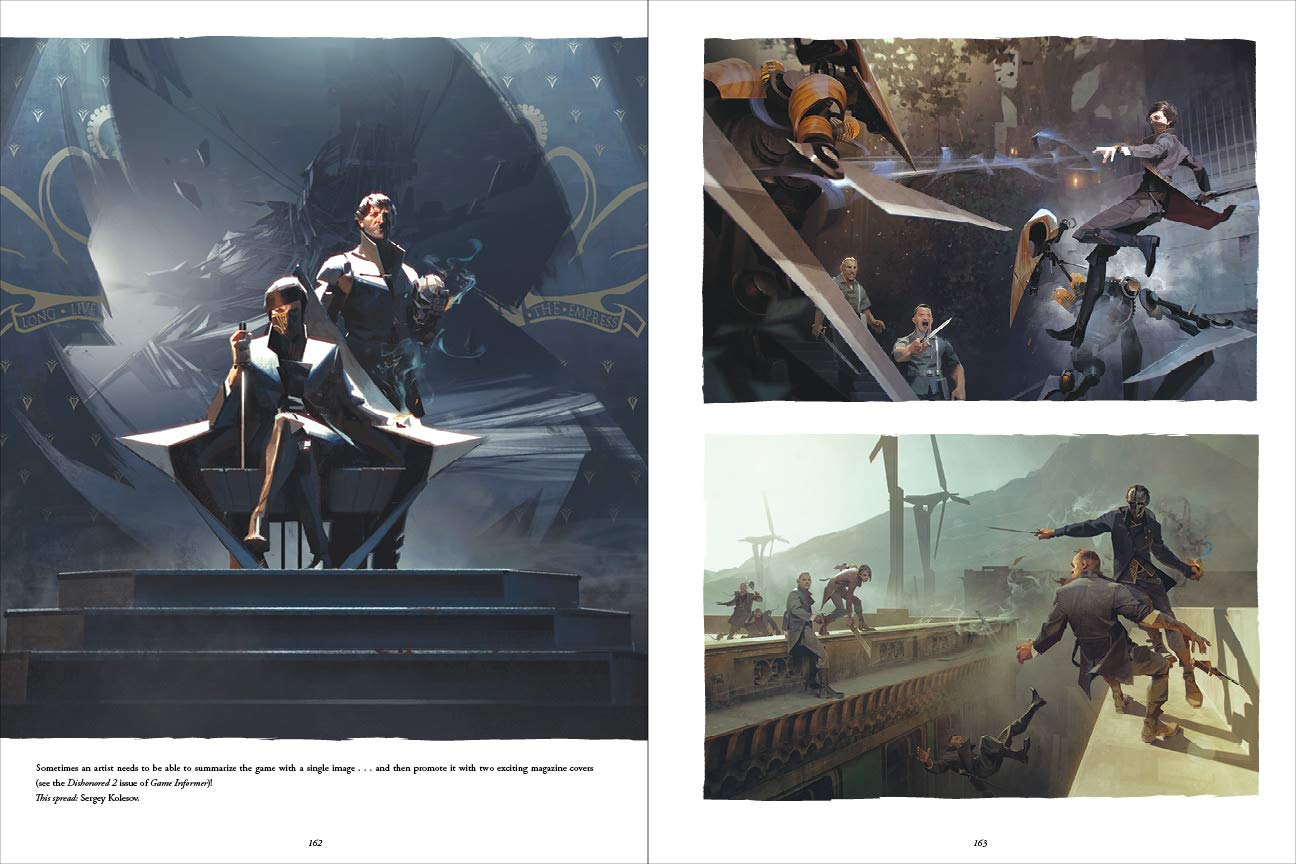 LONG • LIVE
• THE • EMPRESS
Sometimes an artist needs to be able to summarize the game with a single image . . . and then promote it with two exciting magazine covers
(see the Dishonored 2 issue of Game Informer)!
This spread: Sergey Kolesov.
162
163